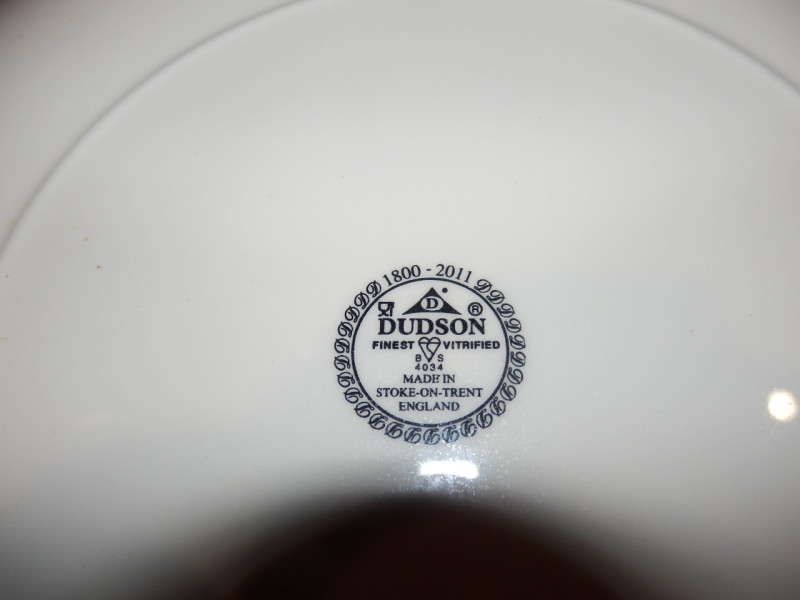 1800 - 2011
D
DUDSON ®
FINEST VITRIFIED
B S
4034
MADE IN
STOKE-ON-TRENT
ENGLAND